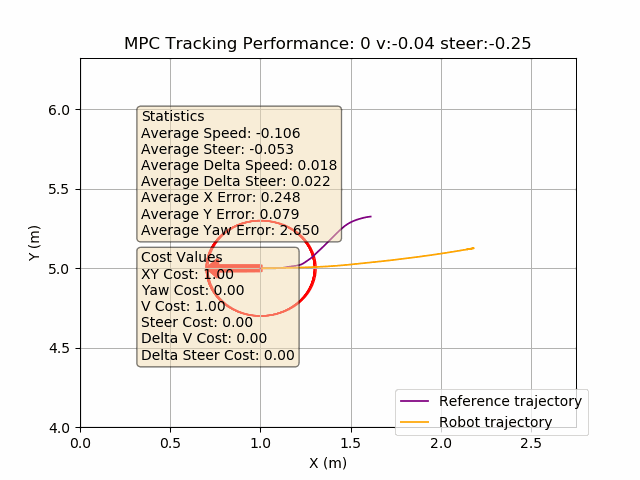 MPC Tracking Performance: 0 v:-0.04 steer:-0.25
Statistics
Average Speed: -0.106
Average Steer: -0.053
Average Delta Speed: 0.018
Average Delta Steer: 0.022
Average X Error: 0.248
Average Y Error: 0.079
Average Yaw Error: 2.650
Cost Values
XY Cost: 1.00
Yaw Cost: 0.00
V Cost: 1.00
Steer Cost: 0.00
Delta V Cost: 0.00
Delta Steer Cost: 0.00
Y (m)
6.0
5.5
5.0
4.5
4.0
Reference trajectory
Robot trajectory
0.0 0.5 1.0 1.5 2.0 2.5
X (m)